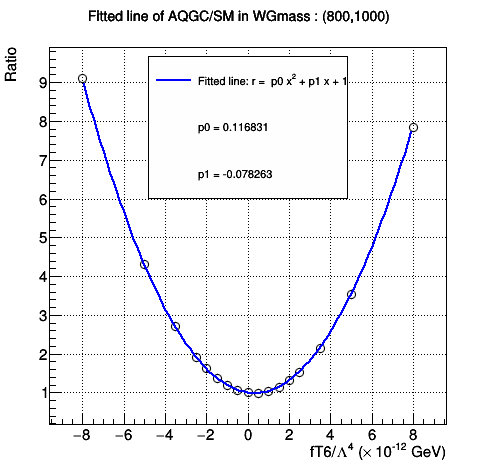 FItted line of AQGC/SM in WGmass : (800,1000)
Ratio
Fitted line: r = p0 x² + p1 x + 1
p0 = 0.116831
p1 = -0.078263
9
8
7
6
5
4
3
2
1
−8 −6 −4 −2 0 2 4 6 8
fT6/Λ⁴ (× 10⁻¹² GeV)